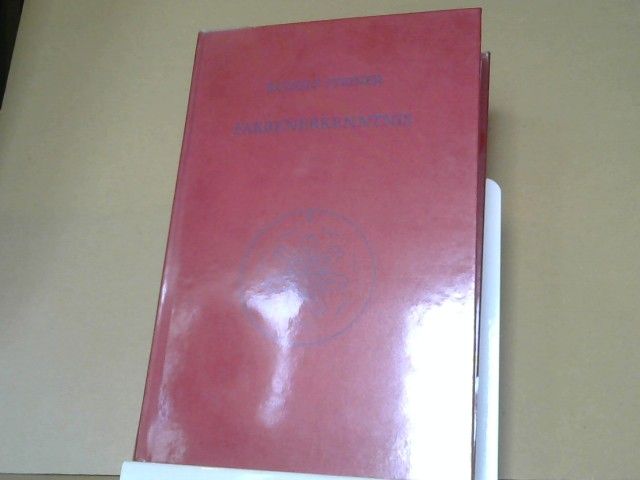 RUDOLF STEINER
FARBENERKENNTNIS